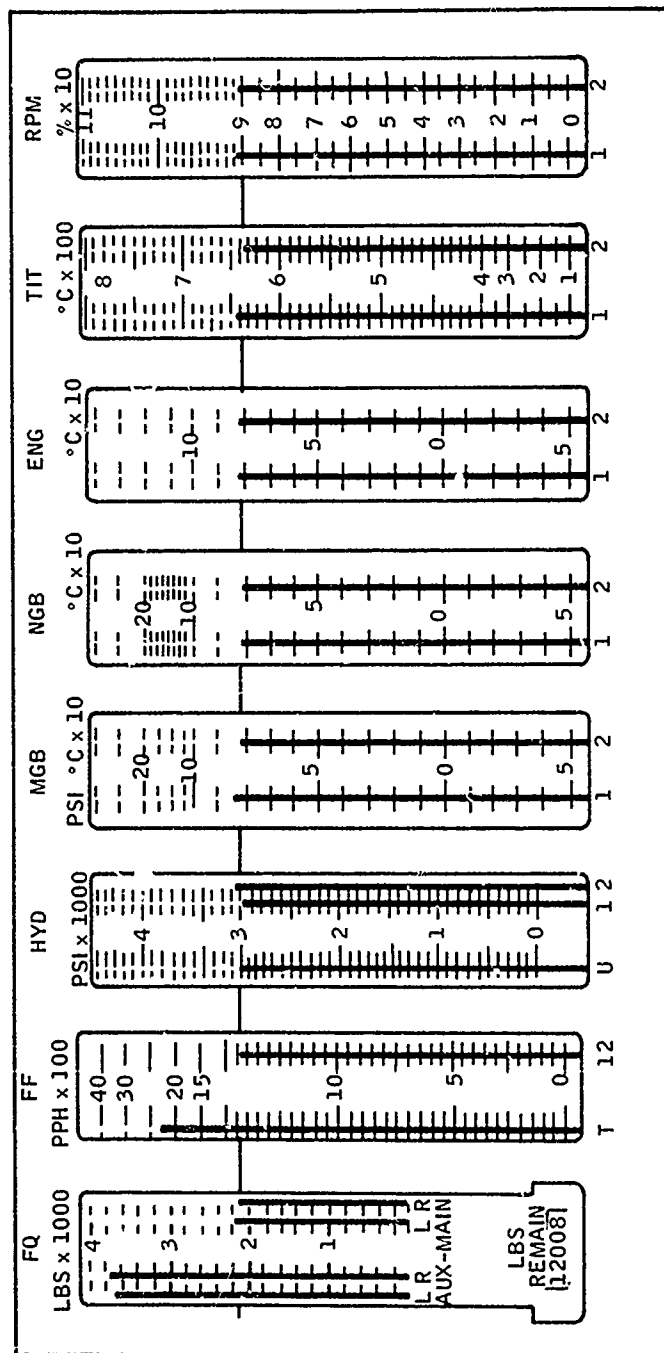 FQ
LBS x 1000
4
3
2
1
L R L R
AUX-MAIN
LBS
REMAIN
12008
FF
PPH x 100
40
30
20
15
10
5
0
T 12
HYD
PSI x 1000
4
3
2
1
0
U 1 2
MGB
PSI °C x 10
20
10
5
0
5
1 2
NGB
°C x 10
20
10
5
0
5
1 2
ENG
°C x 10
10
5
0
5
1 2
TIT
°C x 100
8
7
6
5
4
3
2
1
1 2
RPM
% x 10
11
10
9
8
7
6
5
4
3
2
1
0
1 2